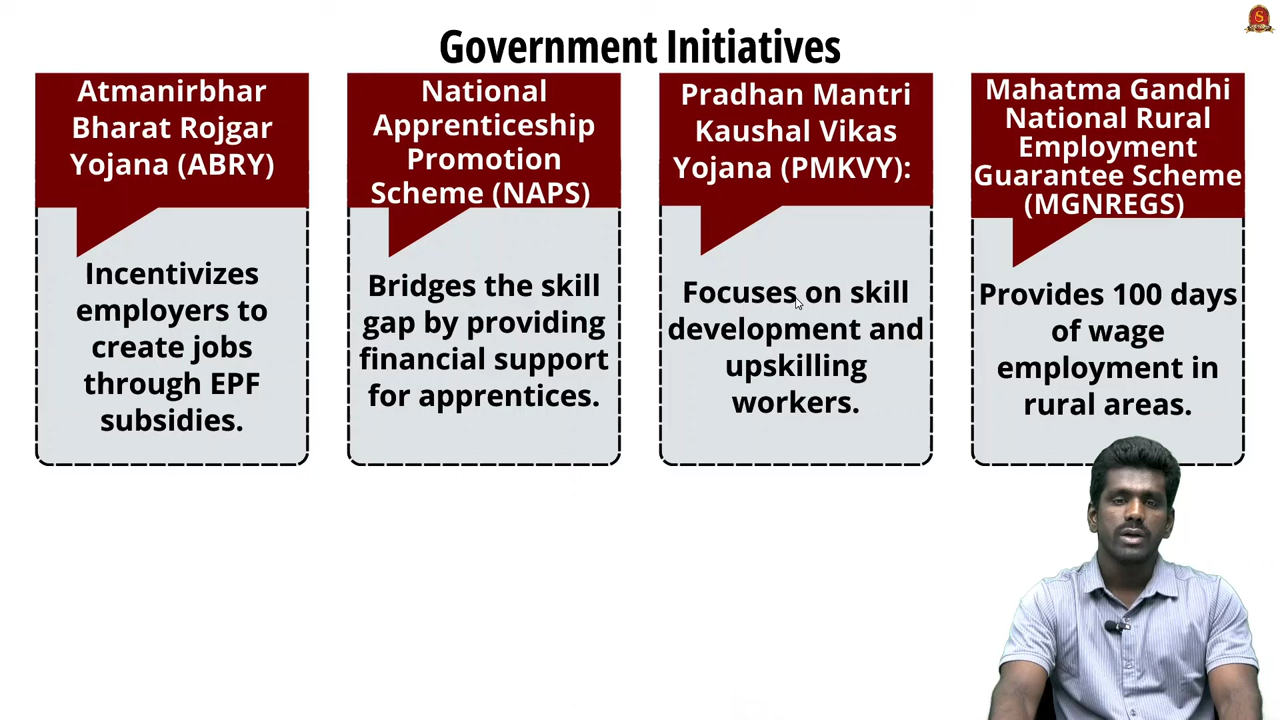 Government Initiatives
Atmanirbhar
Bharat Rojgar
Yojana (ABRY)
Incentivizes
employers to
create jobs
through EPF
subsidies.
National
Apprenticeship
Promotion
Scheme (NAPS)
Bridges the skill
gap by providing
financial support
for apprentices.
Pradhan Mantri
Kaushal Vikas
Yojana (PMKVY):
Focuses on skill
development and
upskilling
workers.
Mahatma Gandhi
National Rural
Employment
Guarantee Scheme
(MGNREGS)
Provides 100 days
of wage
employment in
rural areas.